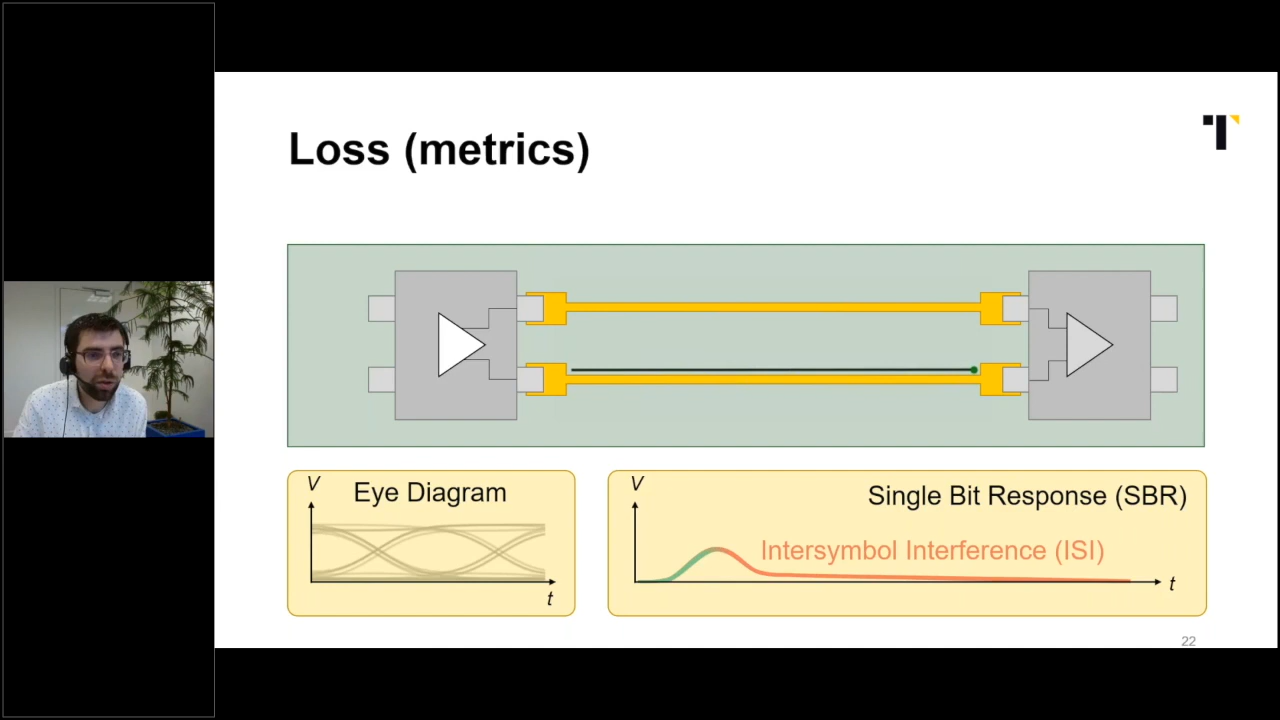 Loss (metrics)
V
Eye Diagram
t
V
Single Bit Response (SBR)
Intersymbol Interference (ISI)
t
22